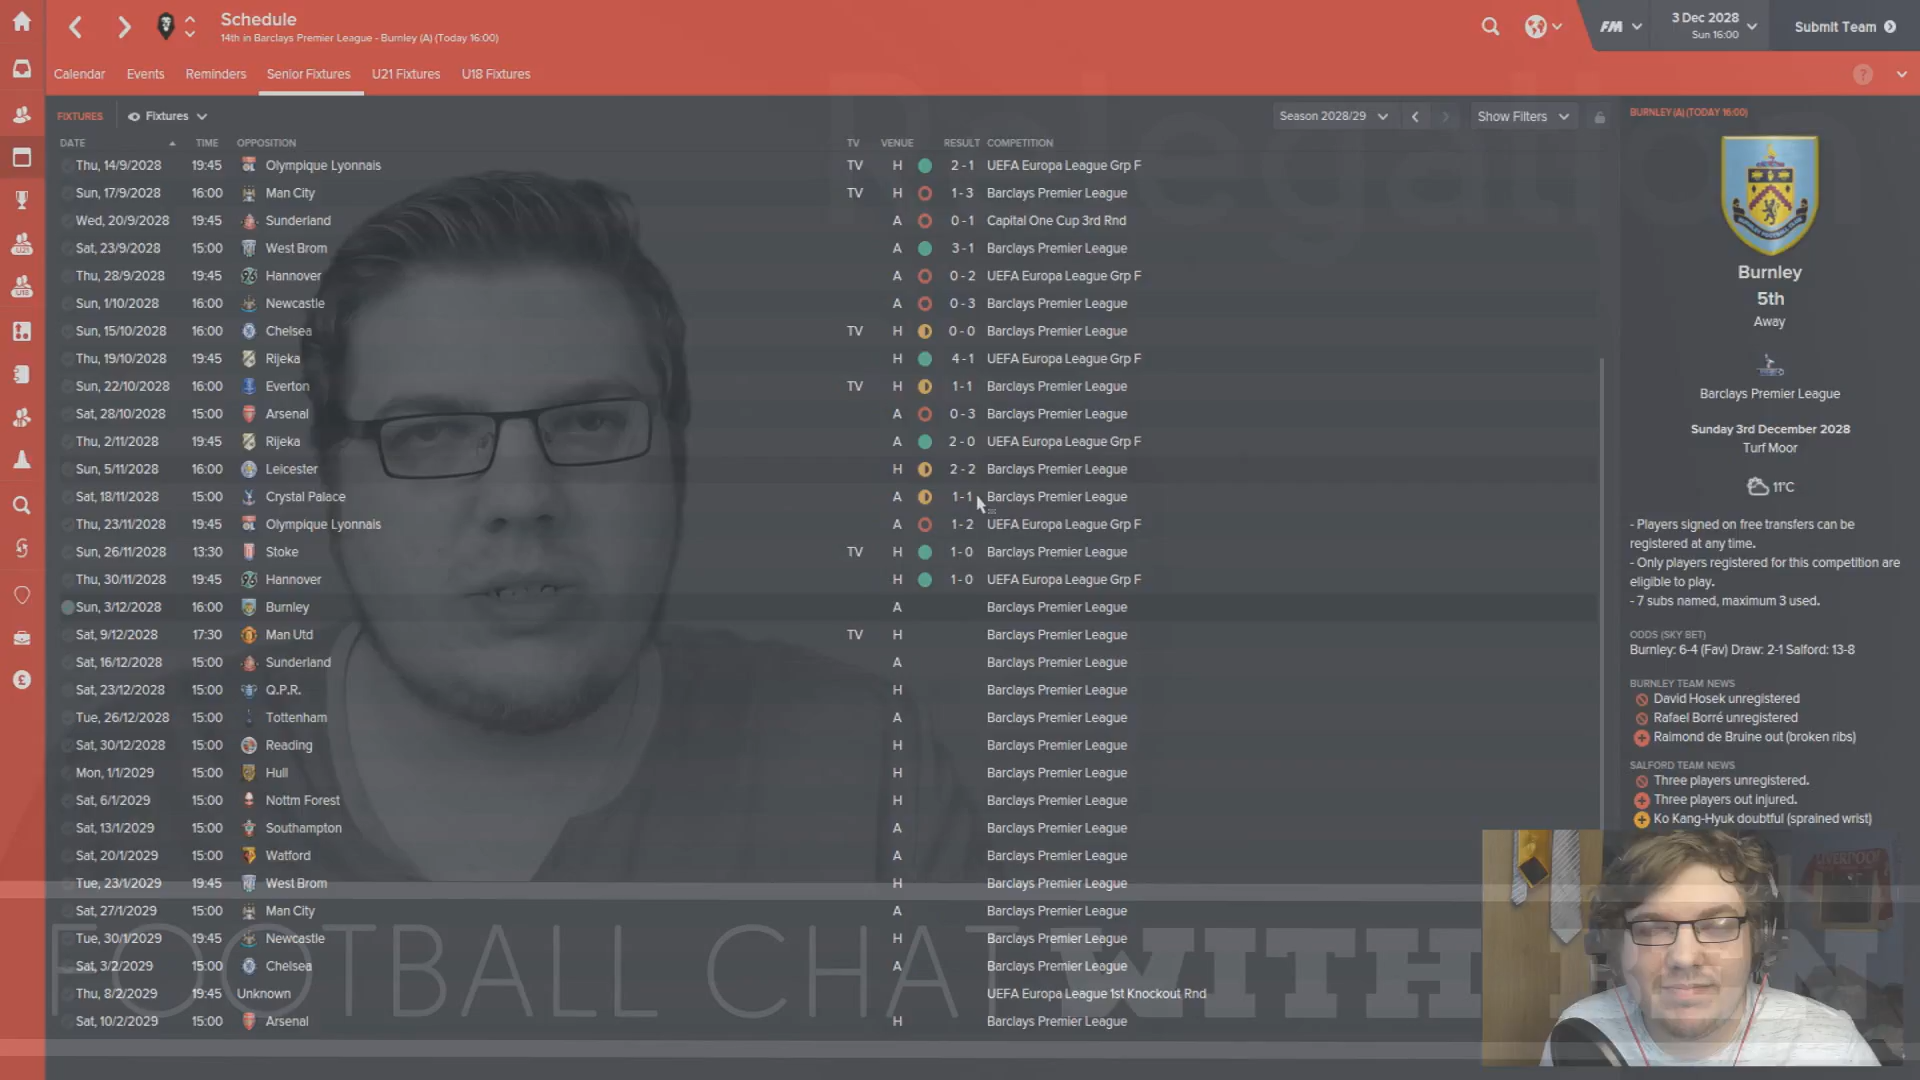 Schedule
14th in Barclays Premier League - Burnley (A) (Today 16:00)
FM
3 Dec 2028
Sun 16:00
Submit Team
Calendar Events Reminders Senior Fixtures U21 Fixtures U18 Fixtures
FIXTURES Fixtures Season 2028/29 Show Filters
DATE TIME OPPOSITION TV VENUE RESULT COMPETITION
Thu, 14/9/2028 19:45 Olympique Lyonnais TV H 2 - 1 UEFA Europa League Grp F
Sun, 17/9/2028 16:00 Man City TV H 1 - 3 Barclays Premier League
Wed, 20/9/2028 19:45 Sunderland A 0 - 1 Capital One Cup 3rd Rnd
Sat, 23/9/2028 15:00 West Brom A 3 - 1 Barclays Premier League
Thu, 28/9/2028 19:45 Hannover A 0 - 2 UEFA Europa League Grp F
Sun, 1/10/2028 16:00 Newcastle A 0 - 3 Barclays Premier League
Sun, 15/10/2028 16:00 Chelsea TV H 0 - 0 Barclays Premier League
Thu, 19/10/2028 19:45 Rijeka H 4 - 1 UEFA Europa League Grp F
Sun, 22/10/2028 16:00 Everton TV H 1 - 1 Barclays Premier League
Sat, 28/10/2028 15:00 Arsenal A 0 - 3 Barclays Premier League
Thu, 2/11/2028 19:45 Rijeka A 2 - 0 UEFA Europa League Grp F
Sun, 5/11/2028 16:00 Leicester H 2 - 2 Barclays Premier League
Sat, 18/11/2028 15:00 Crystal Palace A 1 - 1 Barclays Premier League
Thu, 23/11/2028 19:45 Olympique Lyonnais A 1 - 2 UEFA Europa League Grp F
Sun, 26/11/2028 13:30 Stoke TV H 1 - 0 Barclays Premier League
Thu, 30/11/2028 19:45 Hannover H 1 - 0 UEFA Europa League Grp F
Sun, 3/12/2028 16:00 Burnley A Barclays Premier League
Sat, 9/12/2028 17:30 Man Utd TV H Barclays Premier League
Sat, 16/12/2028 15:00 Sunderland A Barclays Premier League
Sat, 23/12/2028 15:00 Q.P.R. H Barclays Premier League
Tue, 26/12/2028 15:00 Tottenham A Barclays Premier League
Sat, 30/12/2028 15:00 Reading H Barclays Premier League
Mon, 1/1/2029 15:00 Hull H Barclays Premier League
Sat, 6/1/2029 15:00 Nottm Forest H Barclays Premier League
Sat, 13/1/2029 15:00 Southampton A Barclays Premier League
Sat, 20/1/2029 15:00 Watford A Barclays Premier League
Tue, 23/1/2029 19:45 West Brom H Barclays Premier League
Sat, 27/1/2029 15:00 Man City A Barclays Premier League
Tue, 30/1/2029 19:45 Newcastle H Barclays Premier League
Sat, 3/2/2029 15:00 Chelsea A Barclays Premier League
Thu, 8/2/2029 19:45 Unknown UEFA Europa League 1st Knockout Rnd
Sat, 10/2/2029 15:00 Arsenal H Barclays Premier League
BURNLEY (A) (TODAY 16:00)
Burnley
5th
Away
Barclays Premier League
Sunday 3rd December 2028
Turf Moor
11°C
- Players signed on free transfers can be
registered at any time.
- Only players registered for this competition are
eligible to play.
- 7 subs named, maximum 3 used.
ODDS (SKY BET)
Burnley: 6-4 (Fav) Draw: 2-1 Salford: 13-8
BURNLEY TEAM NEWS
David Hosek unregistered
Rafael Borré unregistered
Raimond de Bruine out (broken ribs)
SALFORD TEAM NEWS
Three players unregistered.
Three players out injured.
Ko Kang-Hyuk doubtful (sprained wrist)
LIVERPOOL
FOOTBALL CHAT WITH